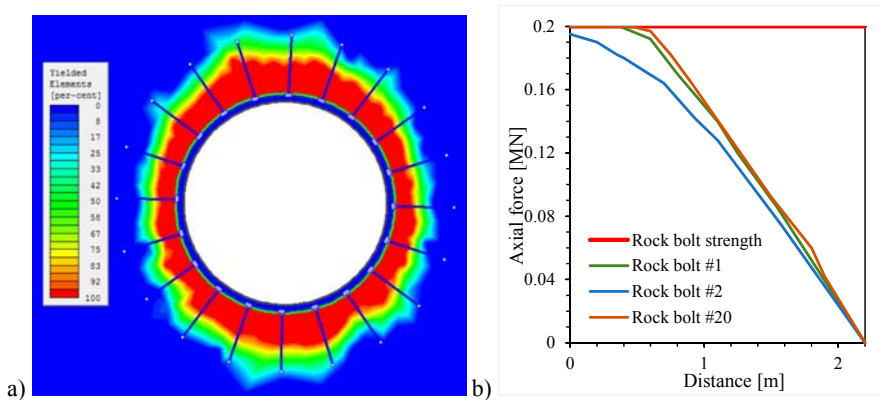 a)
Yielded
Elements
[per-cent]
0
8
17
25
33
42
50
58
67
75
83
92
100
b)
Axial force [MN]
0.2
0.16
0.12
0.08
0.04
0
0
1
2
Distance [m]
Rock bolt strength
Rock bolt #1
Rock bolt #2
Rock bolt #20